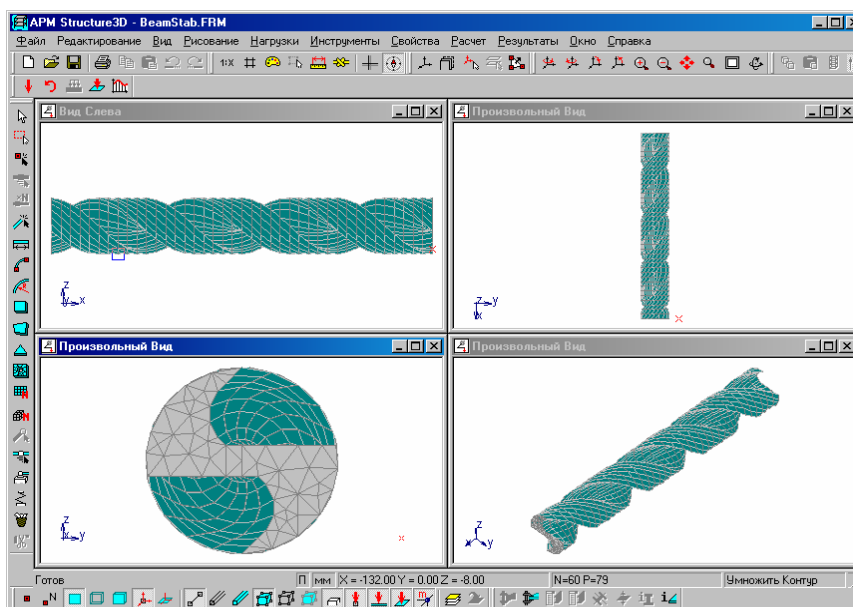 APM Structure3D - BeamStab.FRM
Файл Редактирование Вид Рисование Нагрузки Инструменты Свойства Расчет Результаты Окно Справка
1:X
Вид Слева
Произвольный Вид
z
y x
z y
x
Произвольный Вид
Произвольный Вид
z
x y
z
x y
Готов П мм X = -132.00 Y = 0.00 Z = -8.00 N=60 P=79 Умножить Контур
N m